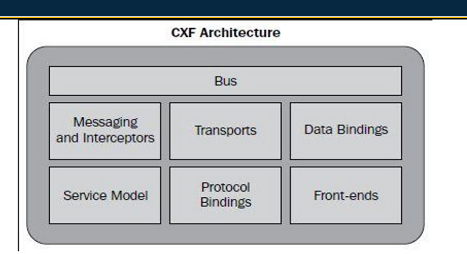 CXF Architecture
Bus
Messaging
and Interceptors
Transports
Data Bindings
Service Model
Protocol
Bindings
Front-ends